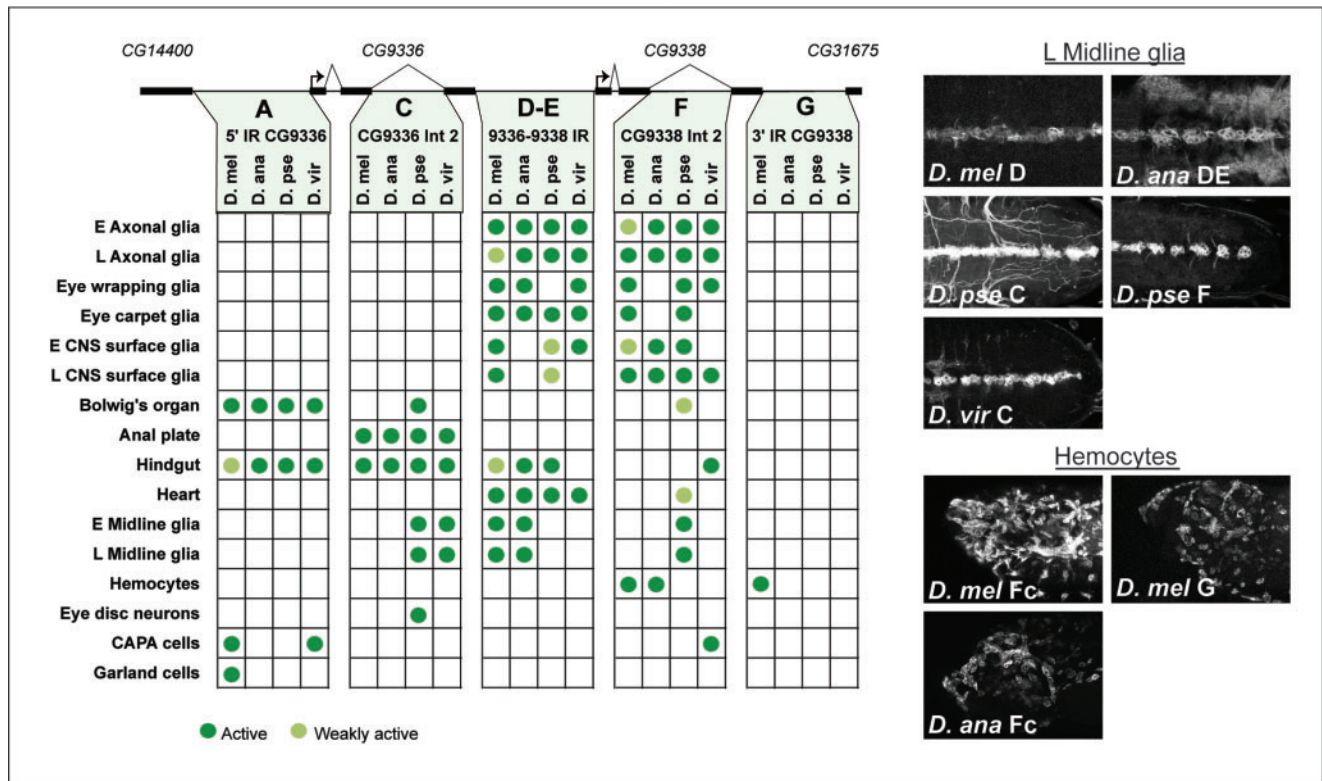 CG14400 CG9336 CG9338 CG31675
A C D-E F G
5' IR CG9336 CG9336 Int 2 9336-9338 IR CG9338 Int 2 3' IR CG9338
D. mel D. ana D. pse D. vir D. mel D. ana D. pse D. vir D. mel D. ana D. pse D. vir D. mel D. ana D. pse D. vir D. mel D. ana D. pse D. vir
E Axonal glia
L Axonal glia
Eye wrapping glia
Eye carpet glia
E CNS surface glia
L CNS surface glia
Bolwig's organ
Anal plate
Hindgut
Heart
E Midline glia
L Midline glia
Hemocytes
Eye disc neurons
CAPA cells
Garland cells
Active Weakly active
L Midline glia
D. mel D D. ana DE
D. pse C D. pse F
D. vir C
Hemocytes
D. mel Fc D. mel G
D. ana Fc